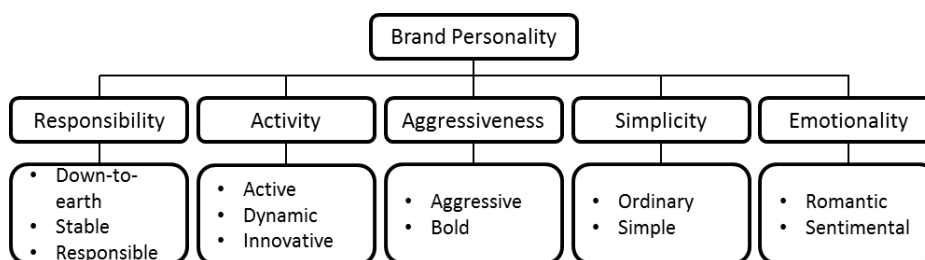 Brand Personality
Responsibility
Activity
Aggressiveness
Simplicity
Emotionality
• Down-to-
earth
• Stable
• Responsible
• Active
• Dynamic
• Innovative
• Aggressive
• Bold
• Ordinary
• Simple
• Romantic
• Sentimental